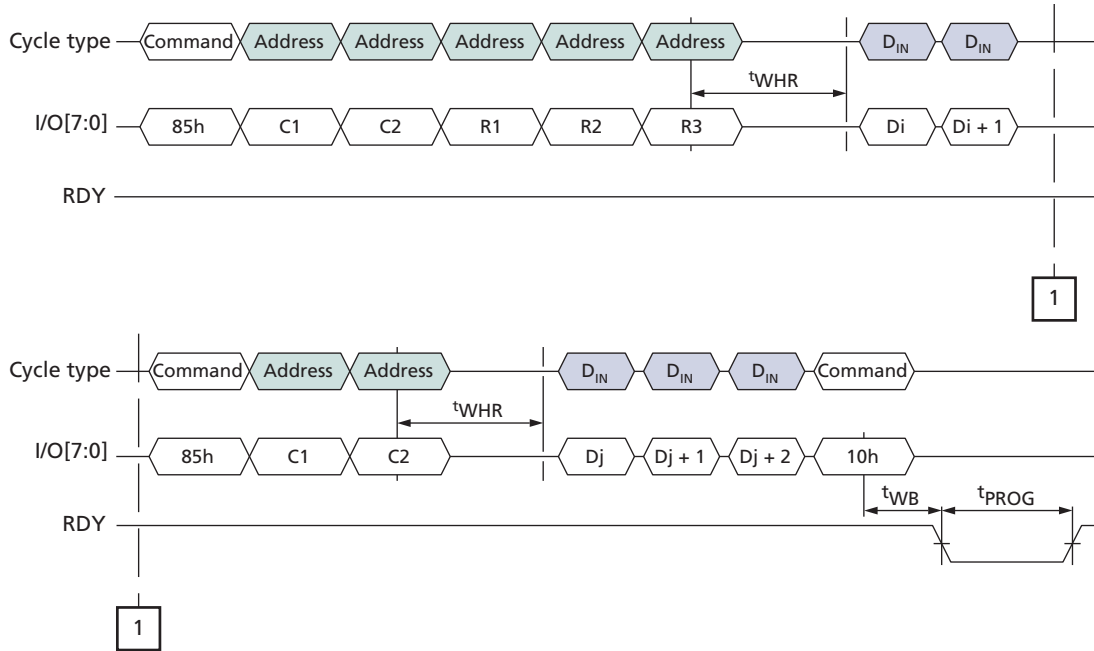 Cycle type Command Address Address Address Address Address DIN DIN
tWHR
I/O[7:0] 85h C1 C2 R1 R2 R3 Di Di + 1
RDY
1
Cycle type Command Address Address DIN DIN DIN Command
tWHR
I/O[7:0] 85h C1 C2 Dj Dj + 1 Dj + 2 10h
tWB tPROG
RDY
1